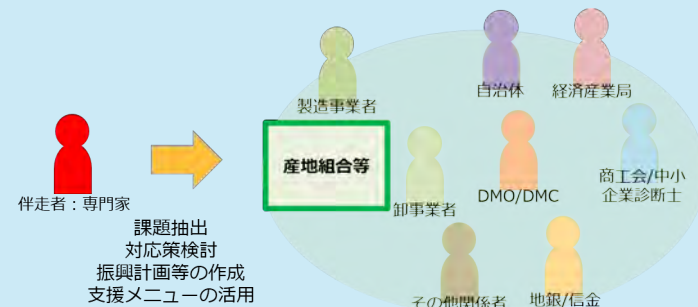 自治体
経済産業局
製造事業者
産地組合等
商工会/中小
企業診断士
DMO/DMC
伴走者：専門家
卸事業者
課題抽出
対応策検討
振興計画等の作成
支援メニューの活用
その他関係者
地銀/信金